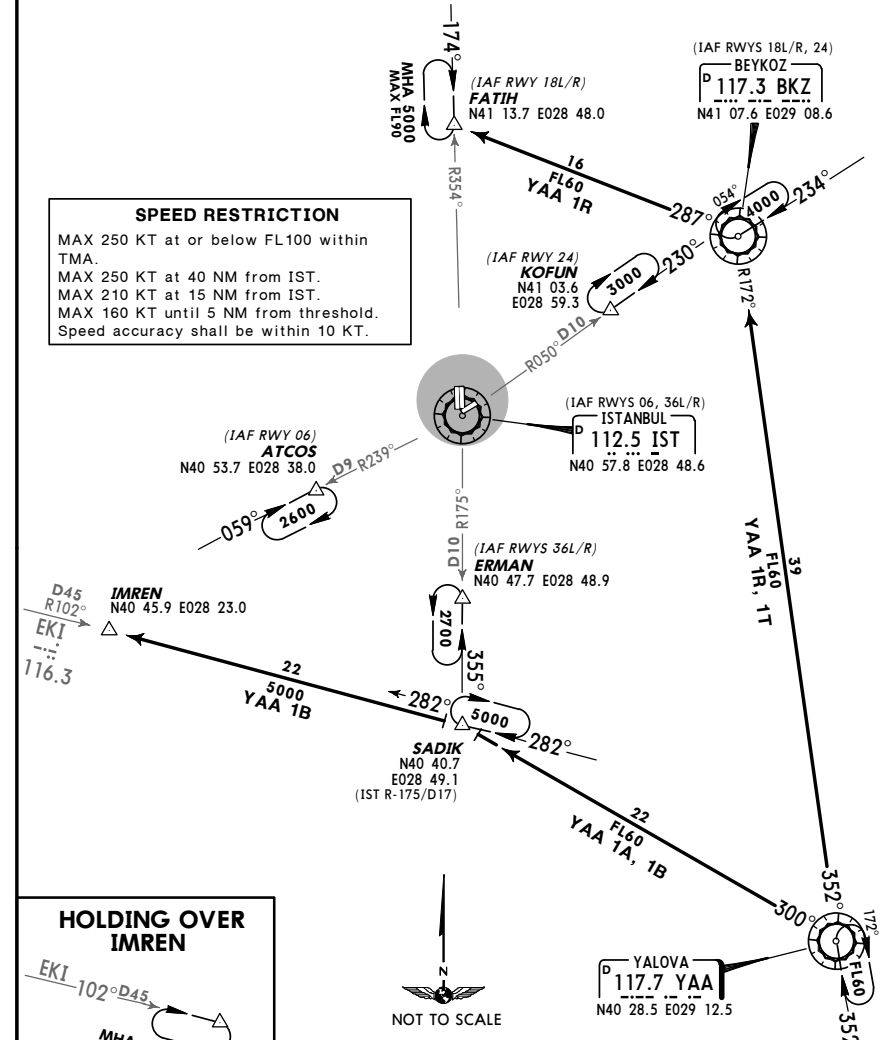 174°
MHA 5000
MAX FL90
(IAF RWY 18L/R)
FATIH
N41 13.7 E028 48.0
(IAF RWYS 18L/R, 24)
BEYKOZ
D 117.3 BKZ
N41 07.6 E029 08.6
16
FL60
YAA 1R
287°
054°
4000
234°
R354°
SPEED RESTRICTION
MAX 250 KT at or below FL100 within
TMA.
MAX 250 KT at 40 NM from IST.
MAX 210 KT at 15 NM from IST.
MAX 160 KT until 5 NM from threshold.
Speed accuracy shall be within 10 KT.
(IAF RWY 24)
KOFUN
N41 03.6
E028 59.3
3000
230°
R172°
R050° D10
(IAF RWYS 06, 36L/R)
ISTANBUL
D 112.5 IST
N40 57.8 E028 48.6
(IAF RWY 06)
ATCOS
N40 53.7 E028 38.0
D9 R239°
059°
2600
D10 R175°
(IAF RWYS 36L/R)
ERMAN
N40 47.7 E028 48.9
2700
355°
39
FL60
YAA 1R, 1T
D45
R102°
EKI
116.3
IMREN
N40 45.9 E028 23.0
22
5000
YAA 1B
282°
5000
282°
SADIK
N40 40.7
E028 49.1
(IST R-175/D17)
22
FL60
YAA 1A, 1B
300°
352°
172°
FL60
352°
YALOVA
D 117.7 YAA
N40 28.5 E029 12.5
N
NOT TO SCALE
HOLDING OVER
IMREN
EKI
102° D45
MHA